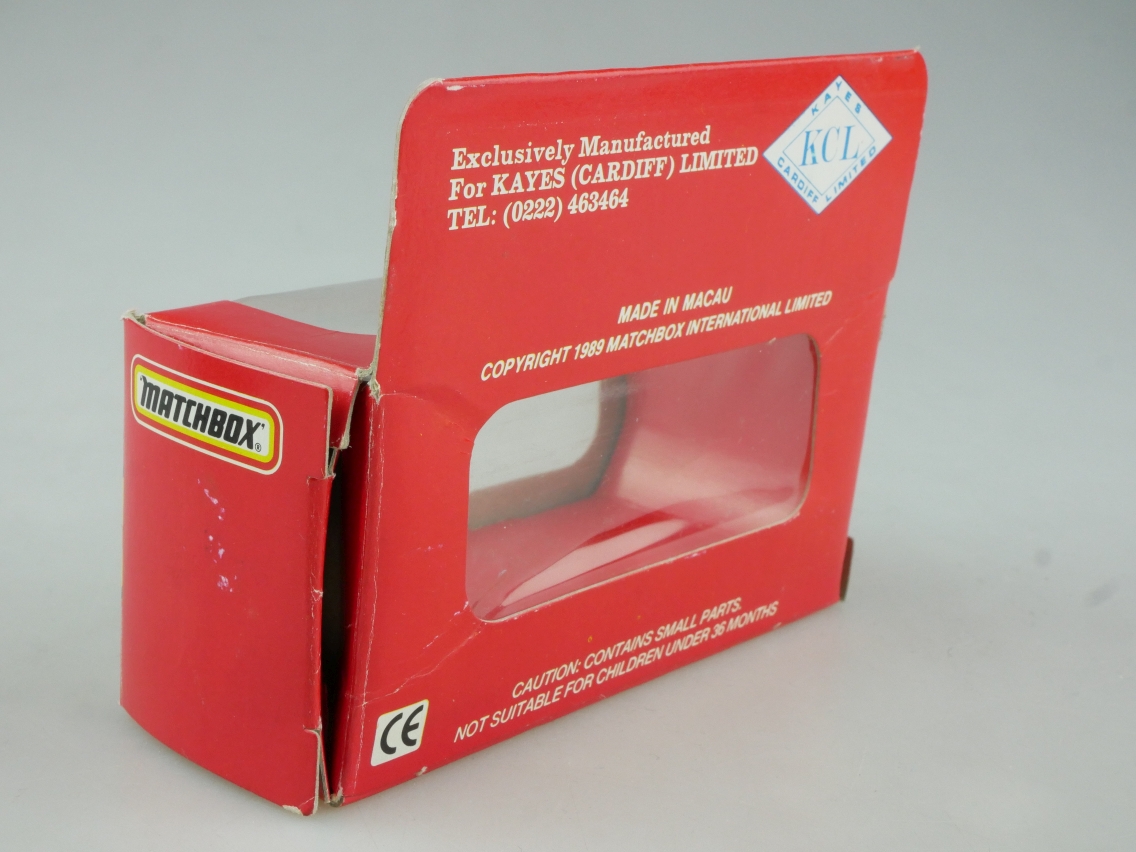 Exclusively Manufactured
For KAYES (CARDIFF) LIMITED
TEL: (0222) 463464
KAYES
KCL
CARDIFF LIMITED
MADE IN MACAU
COPYRIGHT 1989 MATCHBOX INTERNATIONAL LIMITED
"MATCHBOX"®
CAUTION: CONTAINS SMALL PARTS.
NOT SUITABLE FOR CHILDREN UNDER 36 MONTHS
CE